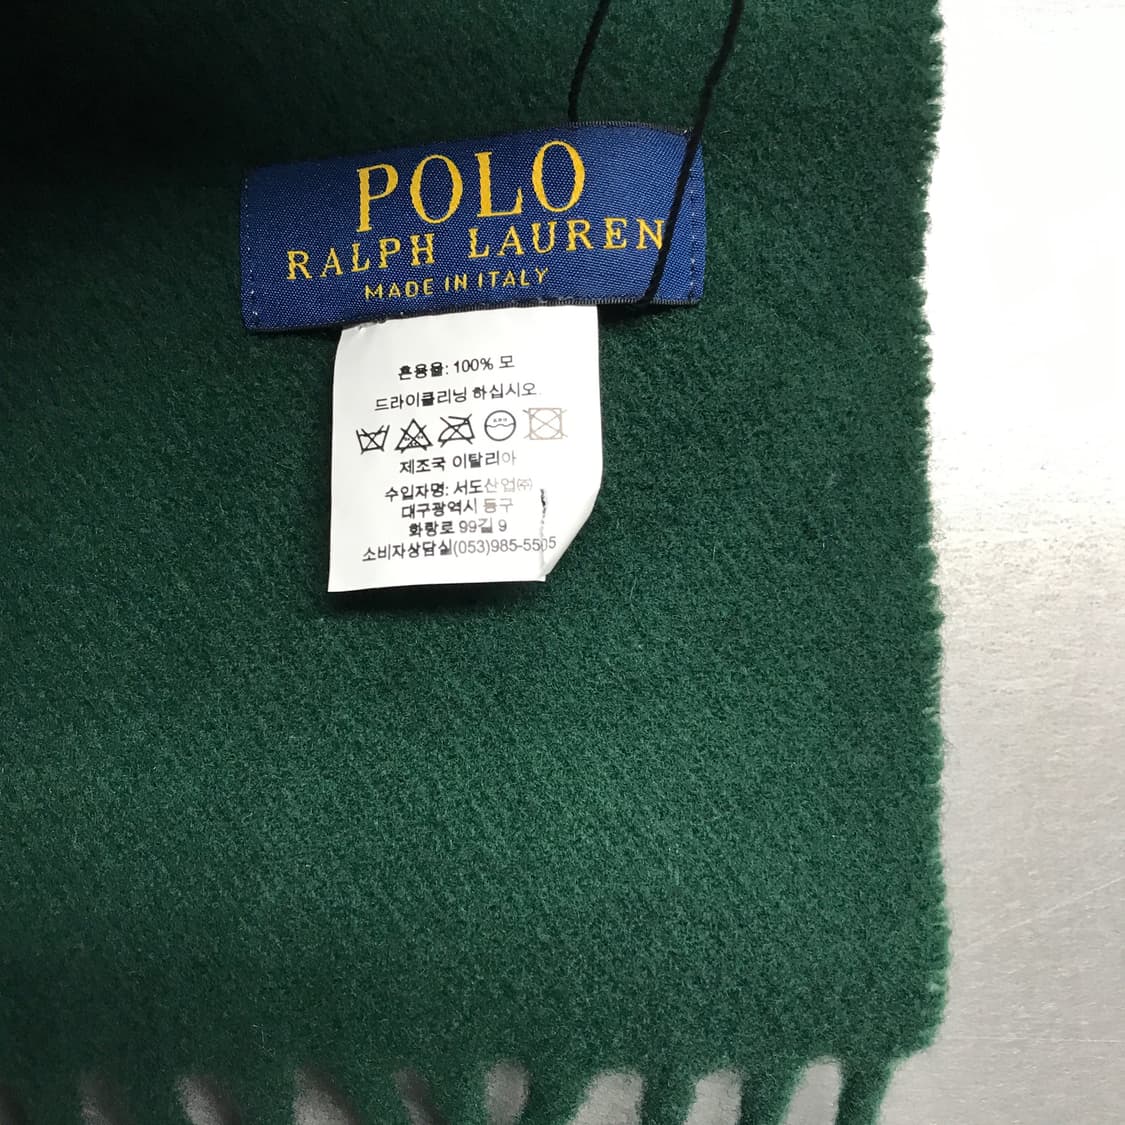 POLO
RALPH LAUREN
MADE IN ITALY
혼용율: 100% 모
드라이클리닝 하십시오.
제조국 이탈리아
수입자명: 서도산업㈜
대구광역시 동구
화랑로 99길 9
소비자상담실(053)985-5505